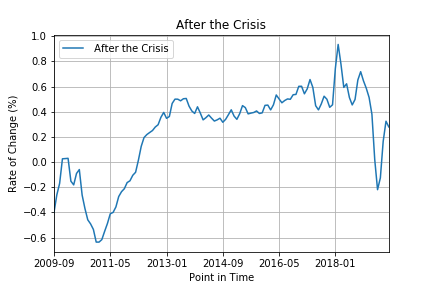 After the Crisis
After the Crisis
Rate of Change (%)
1.0
0.8
0.6
0.4
0.2
0.0
−0.2
−0.4
−0.6
2009-09 2011-05 2013-01 2014-09 2016-05 2018-01
Point in Time